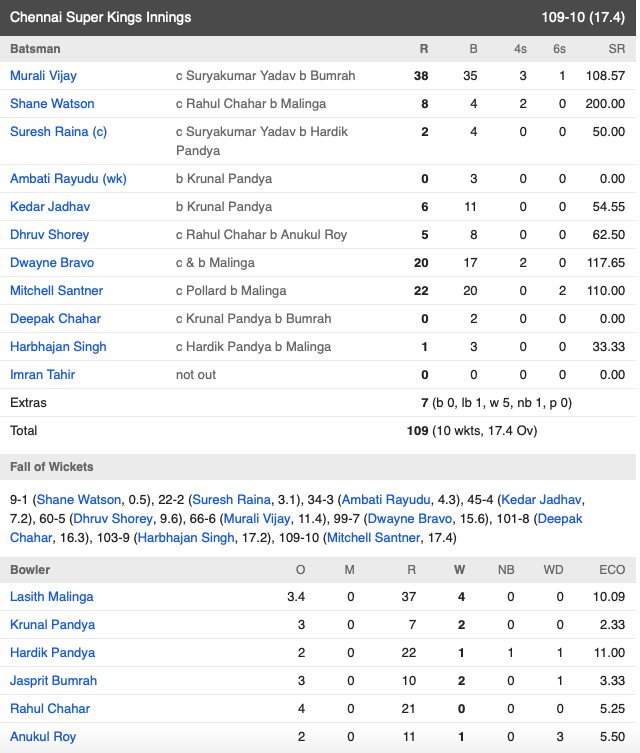 Chennai Super Kings Innings 109-10 (17.4)
Batsman R B 4s 6s SR
Murali Vijay c Suryakumar Yadav b Bumrah 38 35 3 1 108.57
Shane Watson c Rahul Chahar b Malinga 8 4 2 0 200.00
Suresh Raina (c) c Suryakumar Yadav b Hardik 2 4 0 0 50.00
Pandya
Ambati Rayudu (wk) b Krunal Pandya 0 3 0 0 0.00
Kedar Jadhav b Krunal Pandya 6 11 0 0 54.55
Dhruv Shorey c Rahul Chahar b Anukul Roy 5 8 0 0 62.50
Dwayne Bravo c & b Malinga 20 17 2 0 117.65
Mitchell Santner c Pollard b Malinga 22 20 0 2 110.00
Deepak Chahar c Krunal Pandya b Bumrah 0 2 0 0 0.00
Harbhajan Singh c Hardik Pandya b Malinga 1 3 0 0 33.33
Imran Tahir not out 0 0 0 0 0.00
Extras 7 (b 0, lb 1, w 5, nb 1, p 0)
Total 109 (10 wkts, 17.4 Ov)
Fall of Wickets
9-1 (Shane Watson, 0.5), 22-2 (Suresh Raina, 3.1), 34-3 (Ambati Rayudu, 4.3), 45-4 (Kedar Jadhav,
7.2), 60-5 (Dhruv Shorey, 9.6), 66-6 (Murali Vijay, 11.4), 99-7 (Dwayne Bravo, 15.6), 101-8 (Deepak
Chahar, 16.3), 103-9 (Harbhajan Singh, 17.2), 109-10 (Mitchell Santner, 17.4)
Bowler O M R W NB WD ECO
Lasith Malinga 3.4 0 37 4 0 0 10.09
Krunal Pandya 3 0 7 2 0 0 2.33
Hardik Pandya 2 0 22 1 1 1 11.00
Jasprit Bumrah 3 0 10 2 0 1 3.33
Rahul Chahar 4 0 21 0 0 0 5.25
Anukul Roy 2 0 11 1 0 3 5.50